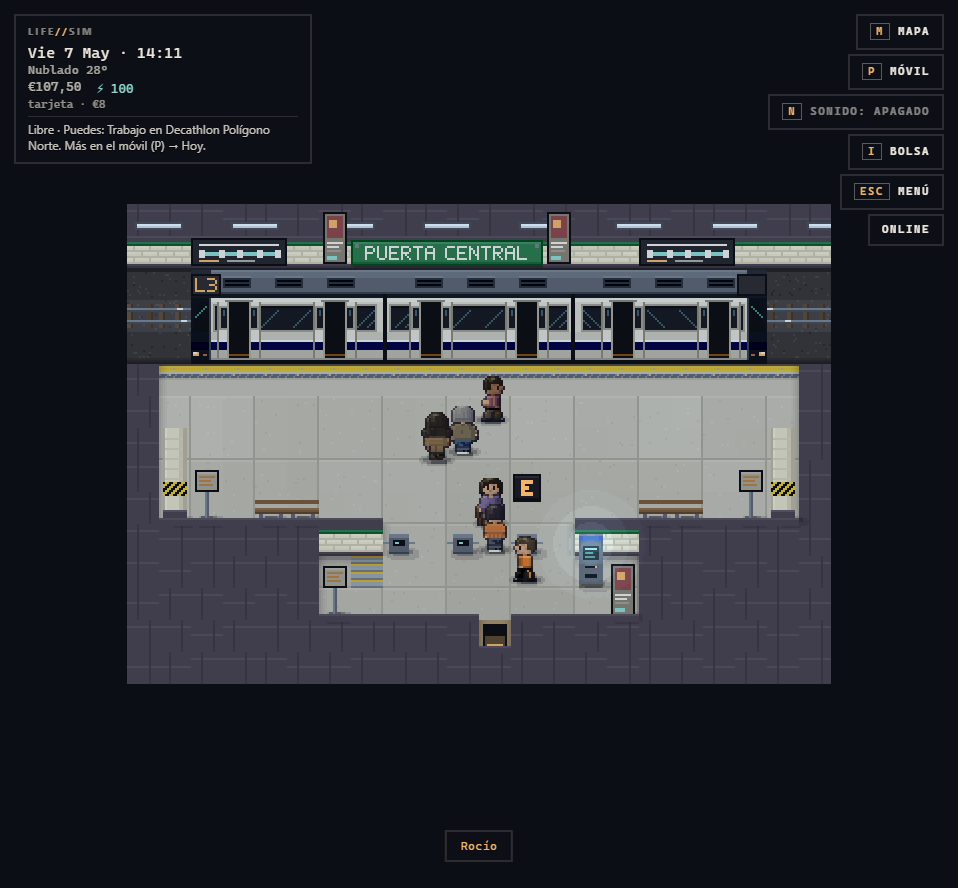 LIFE//SIM
Vie 7 May · 14:11
Nublado 28º
€107,50 ⚡ 100
tarjeta · €8
Libre · Puedes: Trabajo en Decathlon Polígono
Norte. Más en el móvil (P) → Hoy.
M MAPA
P MÓVIL
N SONIDO: APAGADO
I BOLSA
ESC MENÚ
ONLINE
PUERTA CENTRAL
L3
E
Rocío